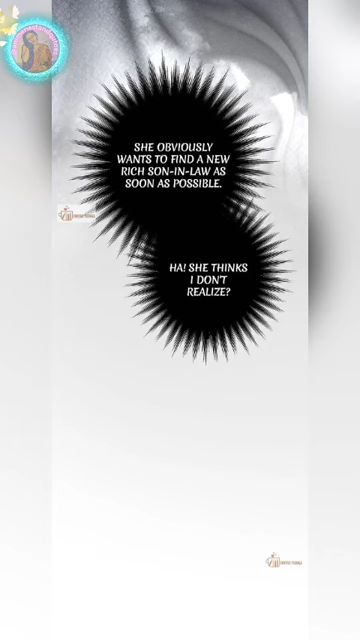 SHE OBVIOUSLY
WANTS TO FIND A NEW
RICH SON-IN-LAW AS
SOON AS POSSIBLE.
HA! SHE THINKS
I DON'T
REALIZE?